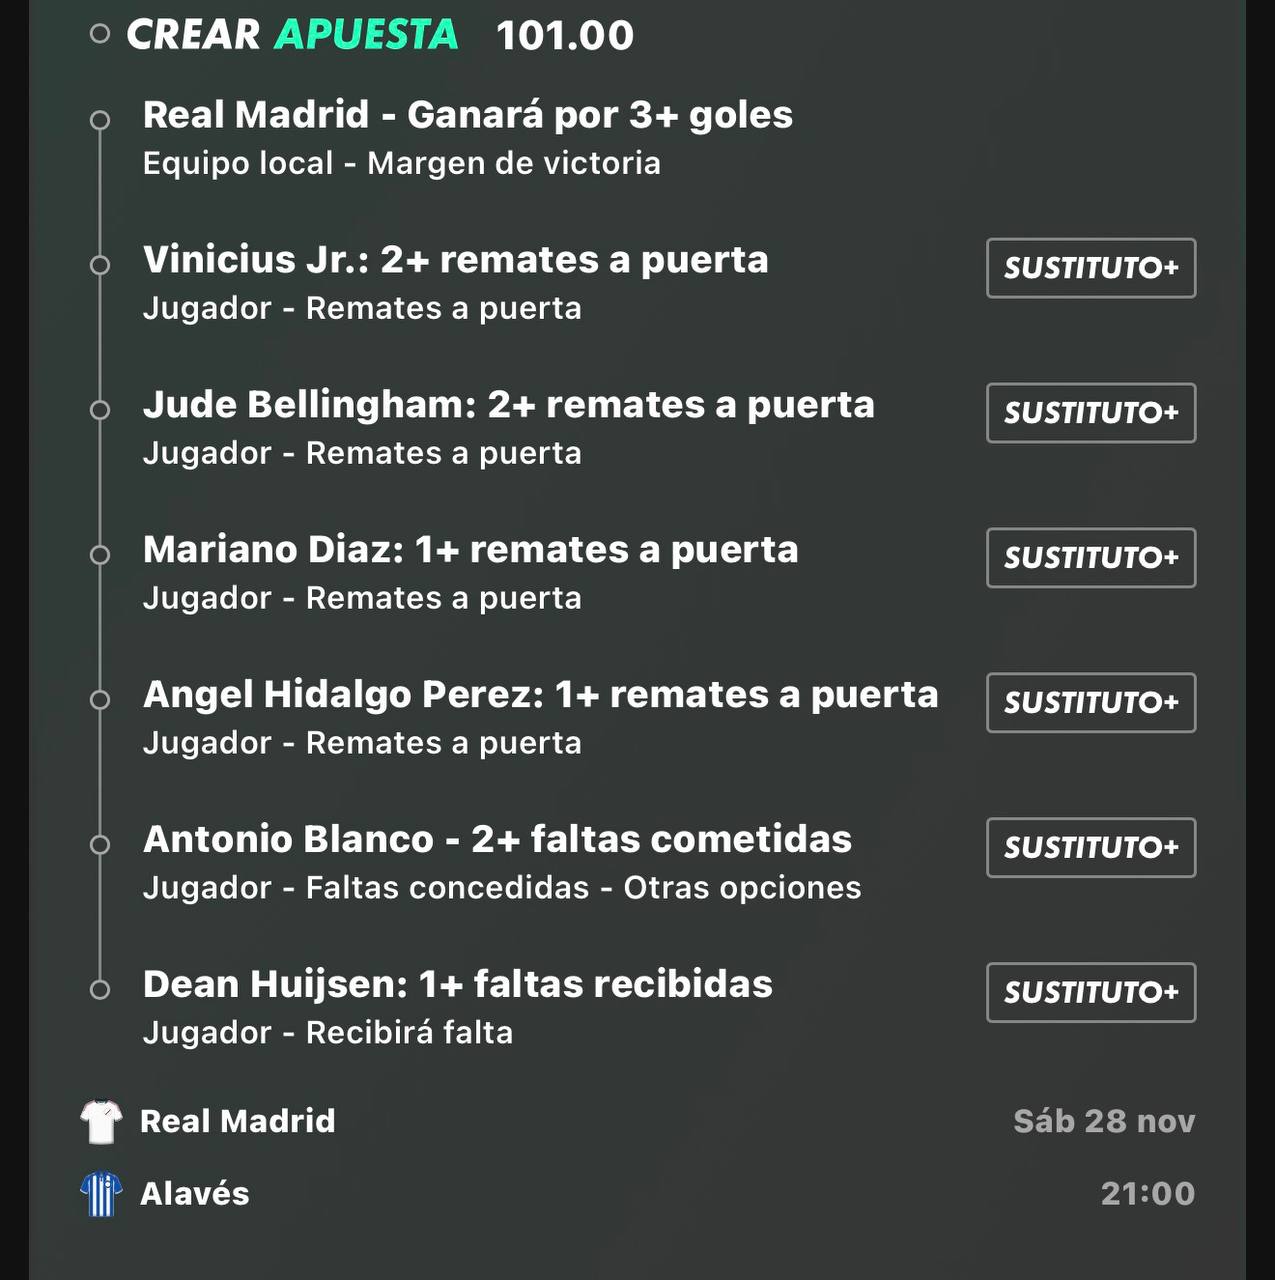 CREAR APUESTA 101.00
Real Madrid - Ganará por 3+ goles
Equipo local - Margen de victoria
Vinicius Jr.: 2+ remates a puerta SUSTITUTO+
Jugador - Remates a puerta
Jude Bellingham: 2+ remates a puerta SUSTITUTO+
Jugador - Remates a puerta
Mariano Diaz: 1+ remates a puerta SUSTITUTO+
Jugador - Remates a puerta
Angel Hidalgo Perez: 1+ remates a puerta SUSTITUTO+
Jugador - Remates a puerta
Antonio Blanco - 2+ faltas cometidas SUSTITUTO+
Jugador - Faltas concedidas - Otras opciones
Dean Huijsen: 1+ faltas recibidas SUSTITUTO+
Jugador - Recibirá falta
Real Madrid Sáb 28 nov
Alavés 21:00